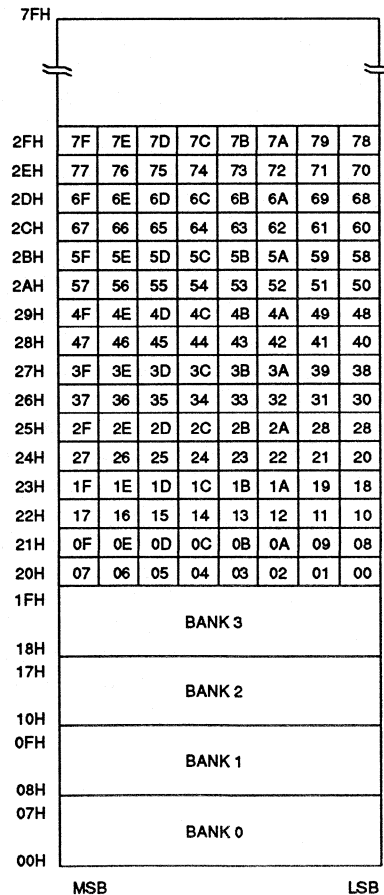 7FH
2FH 7F 7E 7D 7C 7B 7A 79 78
2EH 77 76 75 74 73 72 71 70
2DH 6F 6E 6D 6C 6B 6A 69 68
2CH 67 66 65 64 63 62 61 60
2BH 5F 5E 5D 5C 5B 5A 59 58
2AH 57 56 55 54 53 52 51 50
29H 4F 4E 4D 4C 4B 4A 49 48
28H 47 46 45 44 43 42 41 40
27H 3F 3E 3D 3C 3B 3A 39 38
26H 37 36 35 34 33 32 31 30
25H 2F 2E 2D 2C 2B 2A 28 28
24H 27 26 25 24 23 22 21 20
23H 1F 1E 1D 1C 1B 1A 19 18
22H 17 16 15 14 13 12 11 10
21H 0F 0E 0D 0C 0B 0A 09 08
20H 07 06 05 04 03 02 01 00
1FH
BANK 3
18H
17H
BANK 2
10H
0FH
BANK 1
08H
07H
BANK 0
00H
MSB LSB